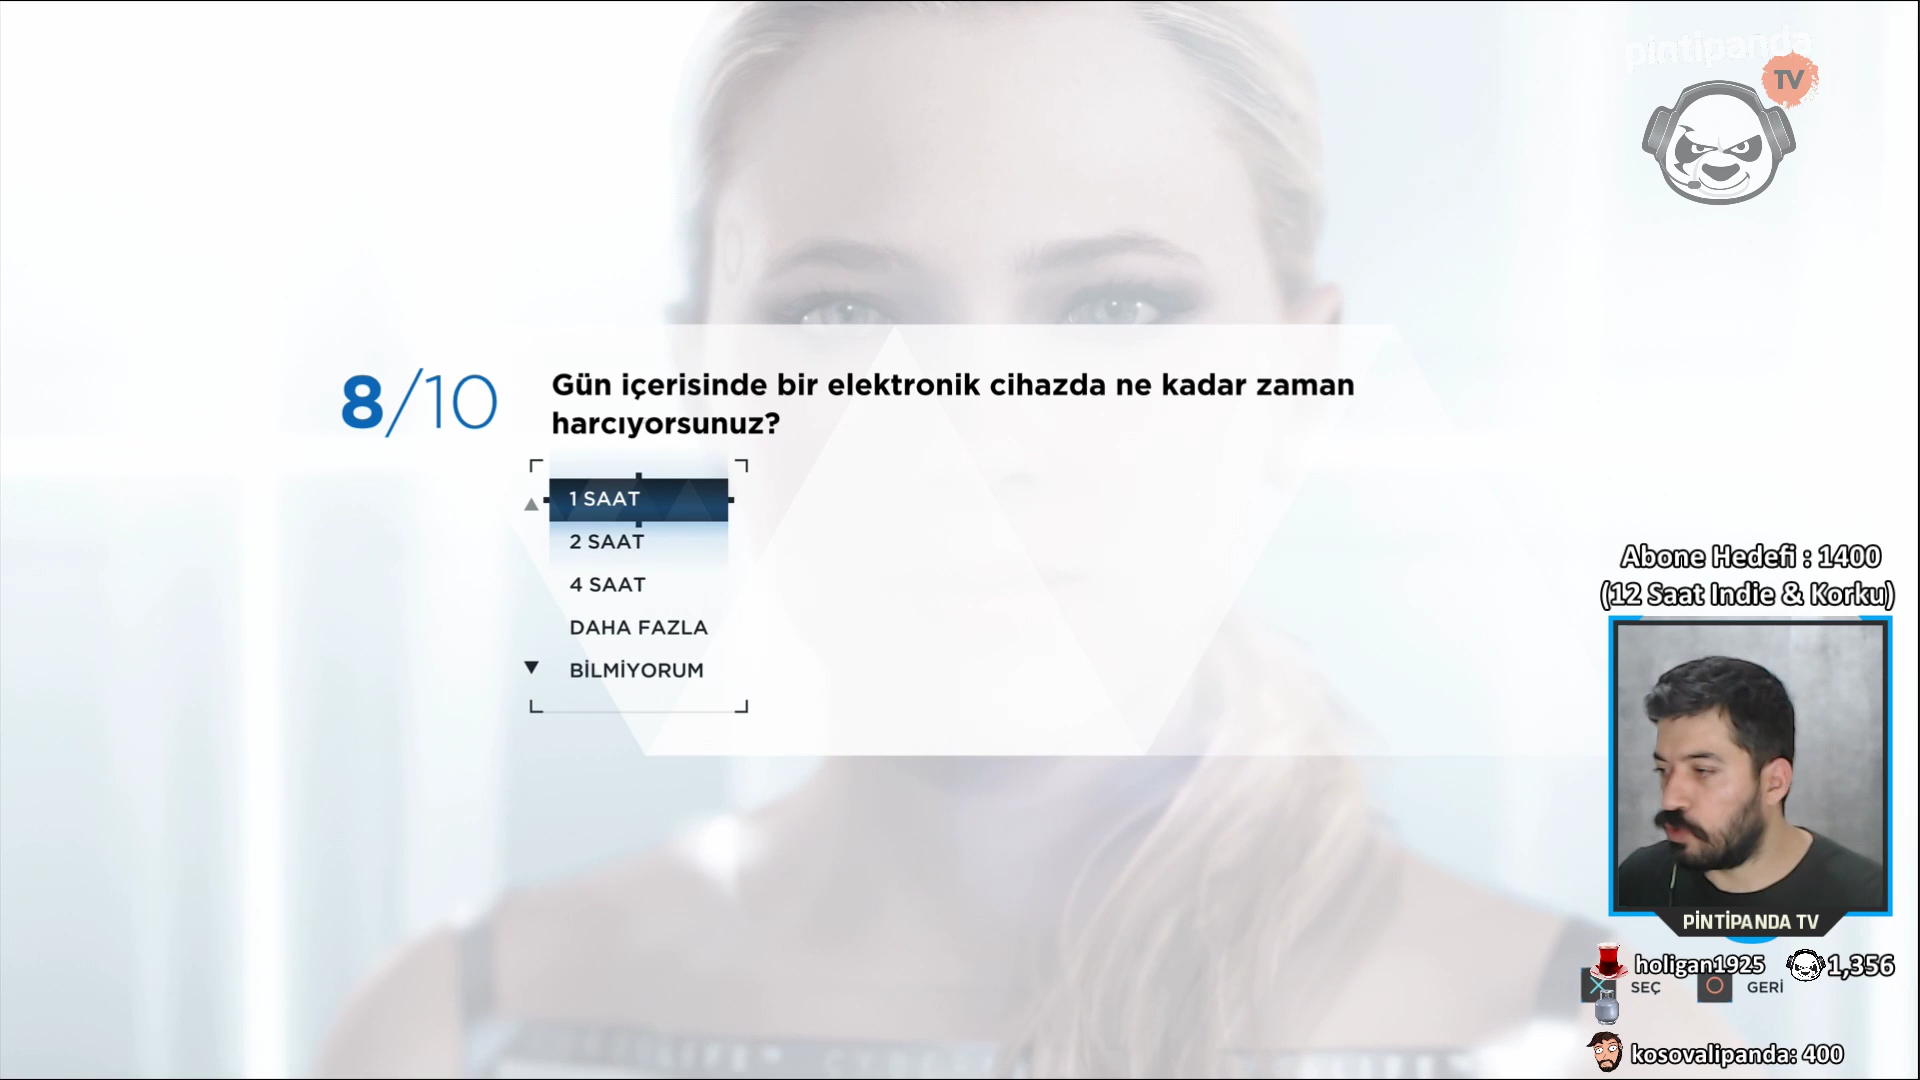 pintipanda
TV
8/10
Gün içerisinde bir elektronik cihazda ne kadar zaman
harcıyorsunuz?
1 SAAT
2 SAAT
4 SAAT
DAHA FAZLA
BİLMİYORUM
Abone Hedefi : 1400
(12 Saat Indie & Korku)
PİNTİPANDA TV
holigan1925
1,356
SEÇ
GERİ
kosovalipanda: 400